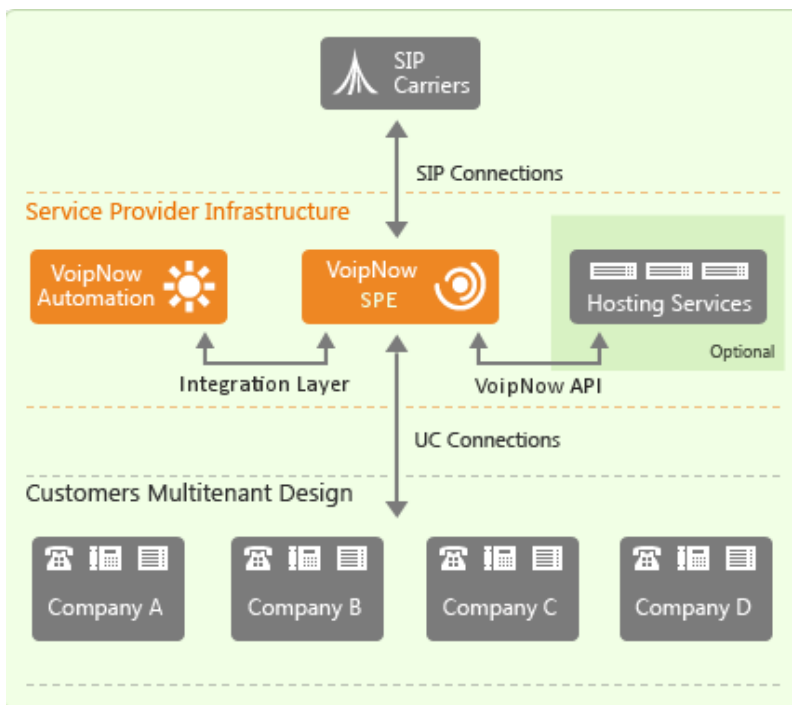 SIP
Carriers
SIP Connections
Service Provider Infrastructure
VoipNow
Automation
VoipNow
SPE
Hosting Services
Optional
Integration Layer
VoipNow API
UC Connections
Customers Multitenant Design
Company A
Company B
Company C
Company D